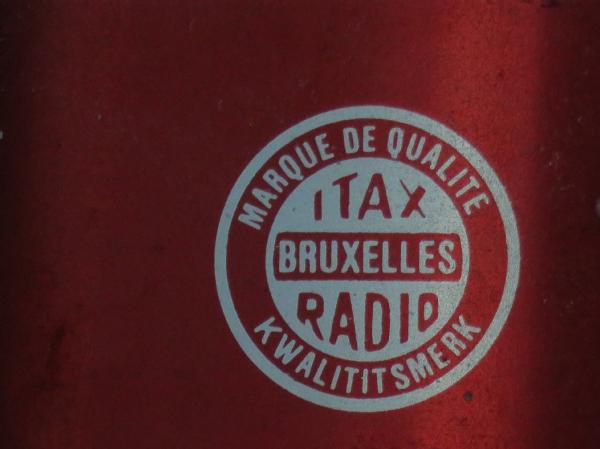 MARQUE DE QUALITE
ITAX
BRUXELLES
RADIO
KWALITITSMERK